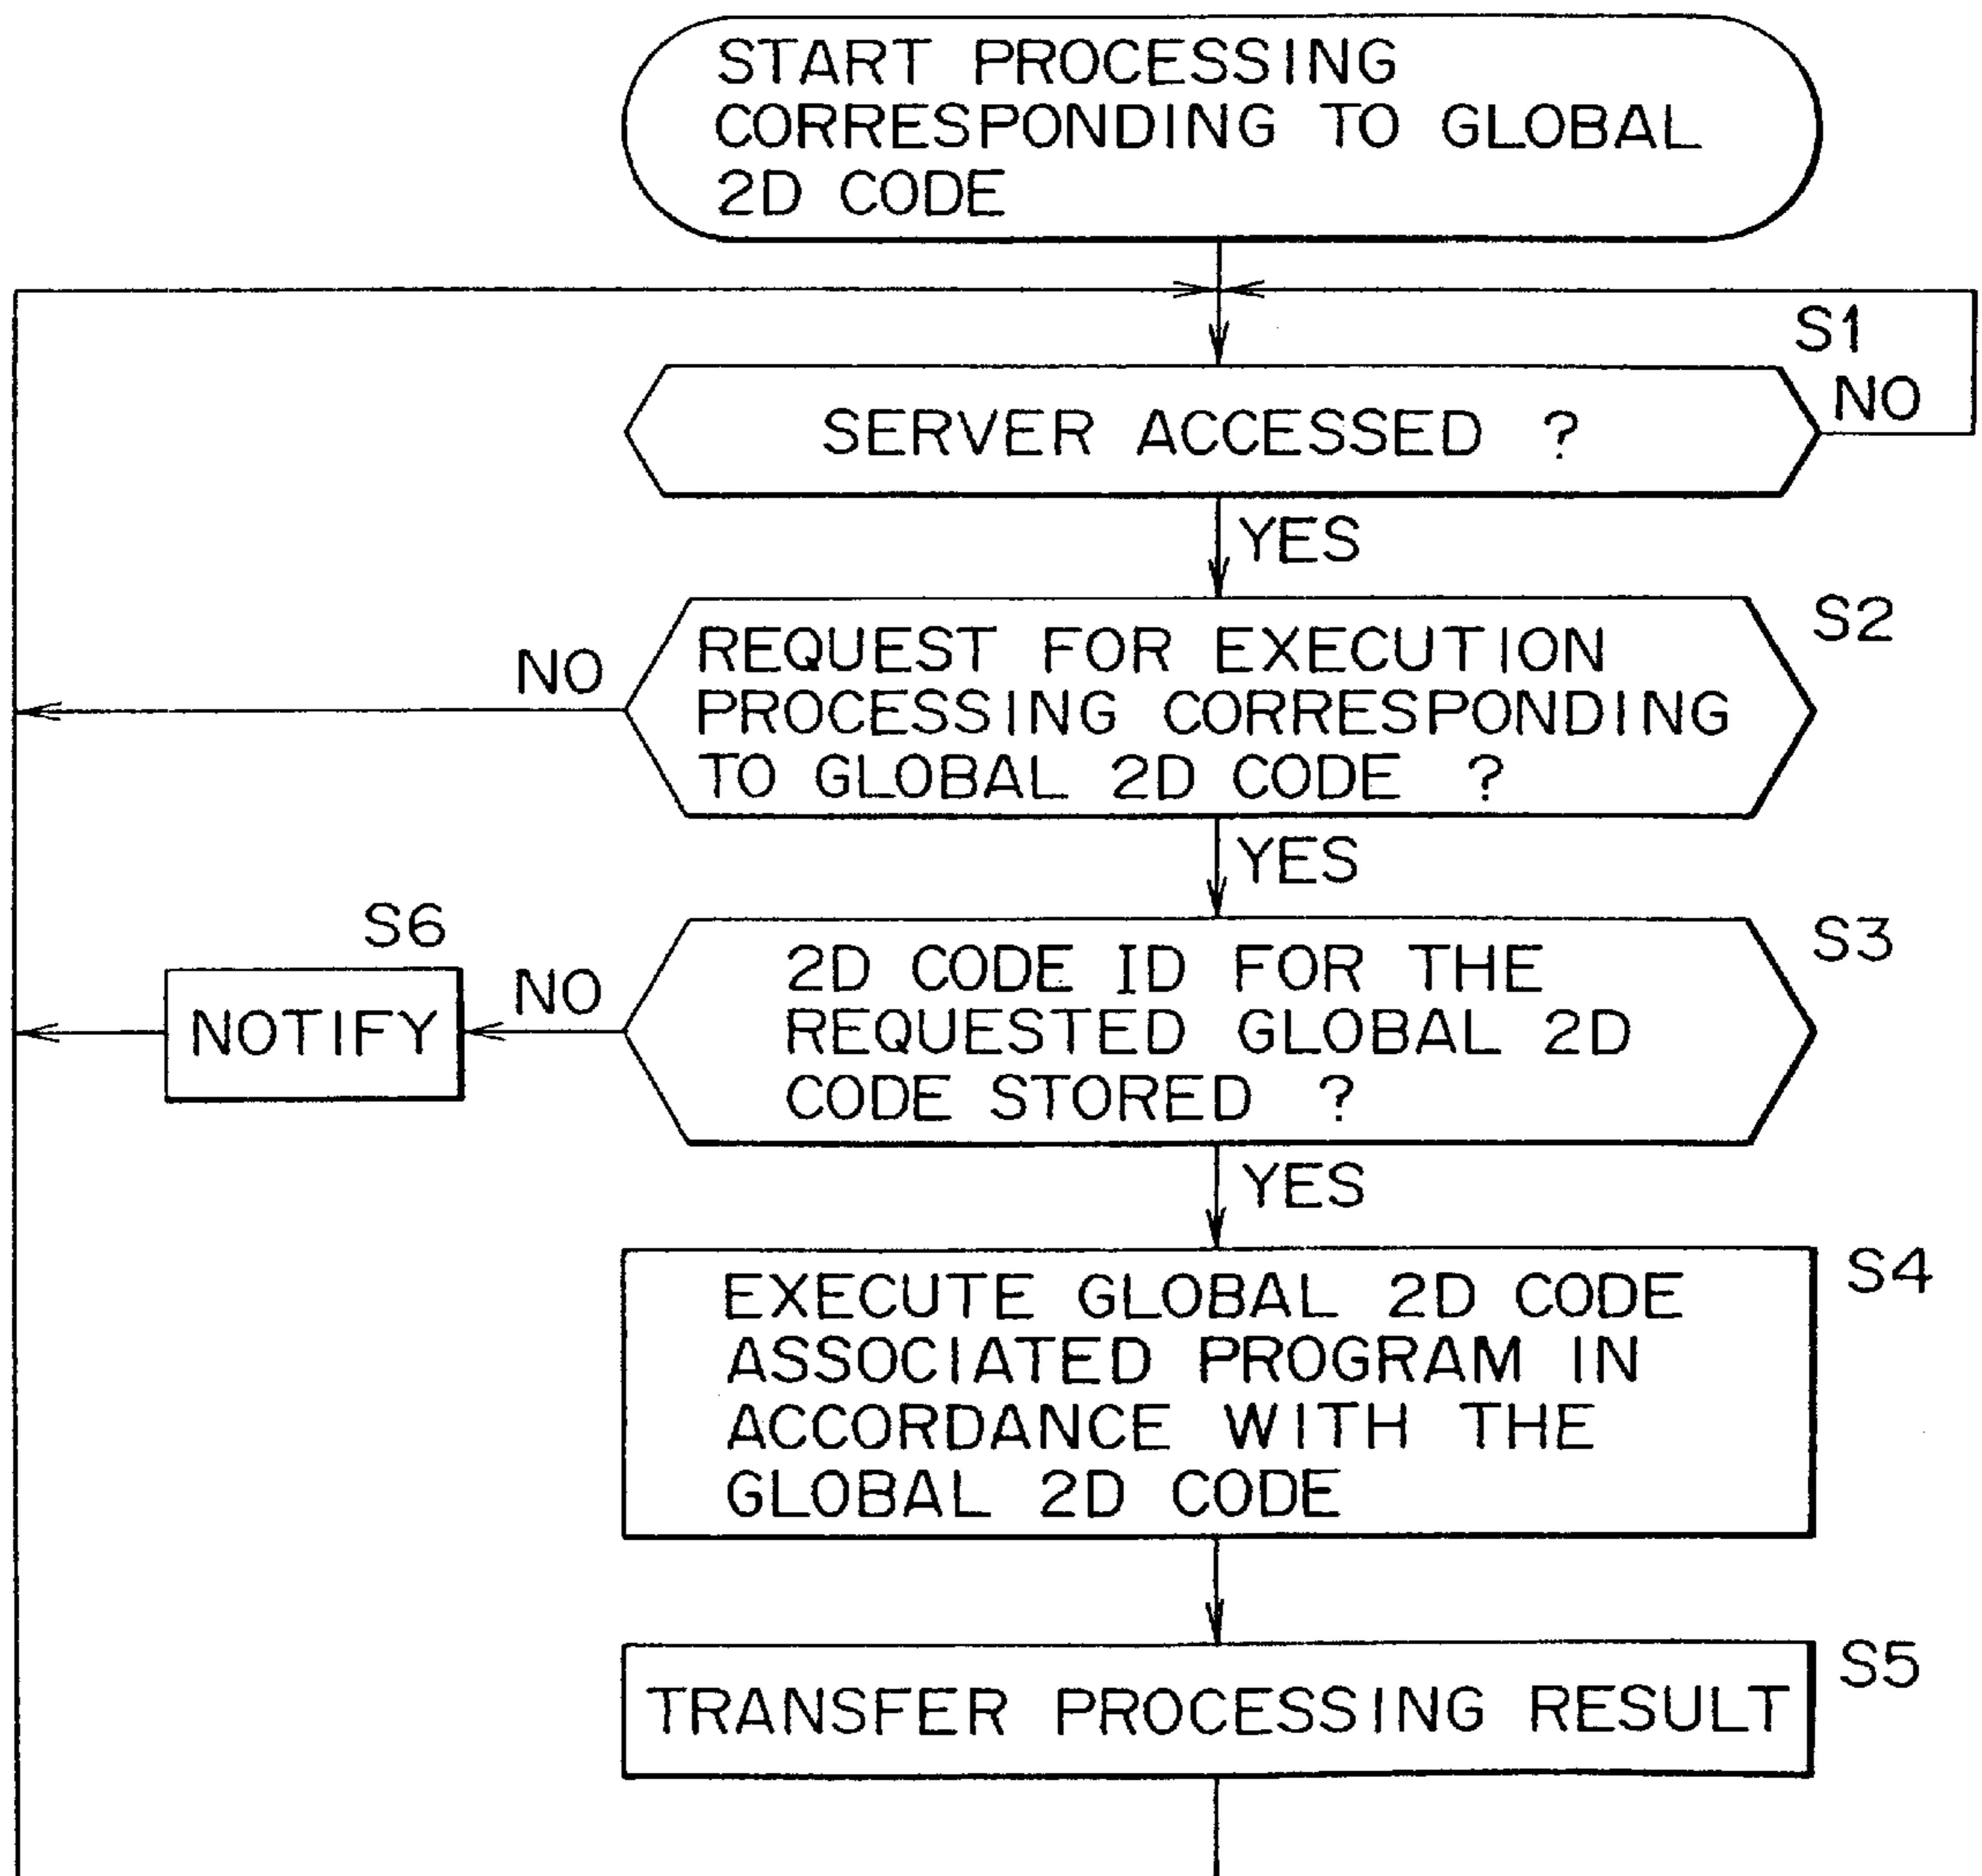 START PROCESSING
CORRESPONDING TO GLOBAL
2D CODE
S1
SERVER ACCESSED ?
NO
YES
S2
NO
REQUEST FOR EXECUTION
PROCESSING CORRESPONDING
TO GLOBAL 2D CODE ?
YES
S3
S6
NOTIFY
NO
2D CODE ID FOR THE
REQUESTED GLOBAL 2D
CODE STORED ?
YES
S4
EXECUTE GLOBAL 2D CODE
ASSOCIATED PROGRAM IN
ACCORDANCE WITH THE
GLOBAL 2D CODE
S5
TRANSFER PROCESSING RESULT